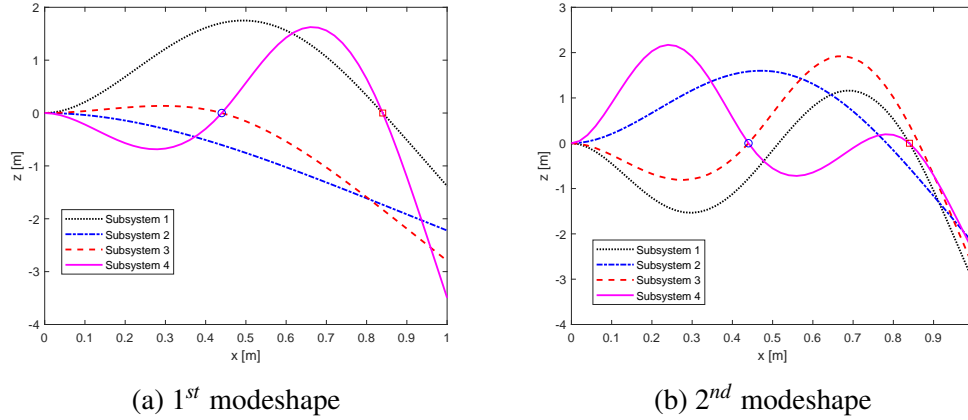 2
1
0
-1
-2
-3
-4
z [m]
Subsystem 1
Subsystem 2
Subsystem 3
Subsystem 4
0 0.1 0.2 0.3 0.4 0.5 0.6 0.7 0.8 0.9 1
x [m]
(a) 1st modeshape
3
2
1
0
-1
-2
-3
-4
z [m]
Subsystem 1
Subsystem 2
Subsystem 3
Subsystem 4
0 0.1 0.2 0.3 0.4 0.5 0.6 0.7 0.8 0.9
x [m]
(b) 2nd modeshape